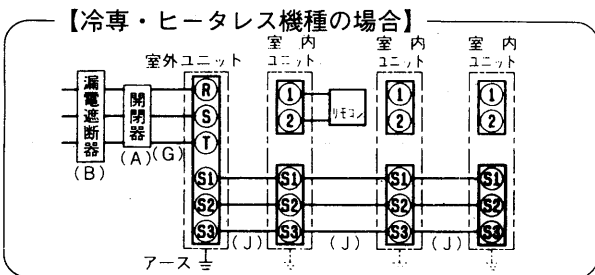 【冷専・ヒータレス機種の場合】
室外ユニット
室内
ユニット
室内
ユニット
室内
ユニット
漏電遮断器
(B)
開閉器
(A)
(G)
R
S
T
S1
S2
S3
1
2
リモコン
S1
S2
S3
1
2
S1
S2
S3
1
2
S1
S2
S3
(J)
(J)
(J)
アース